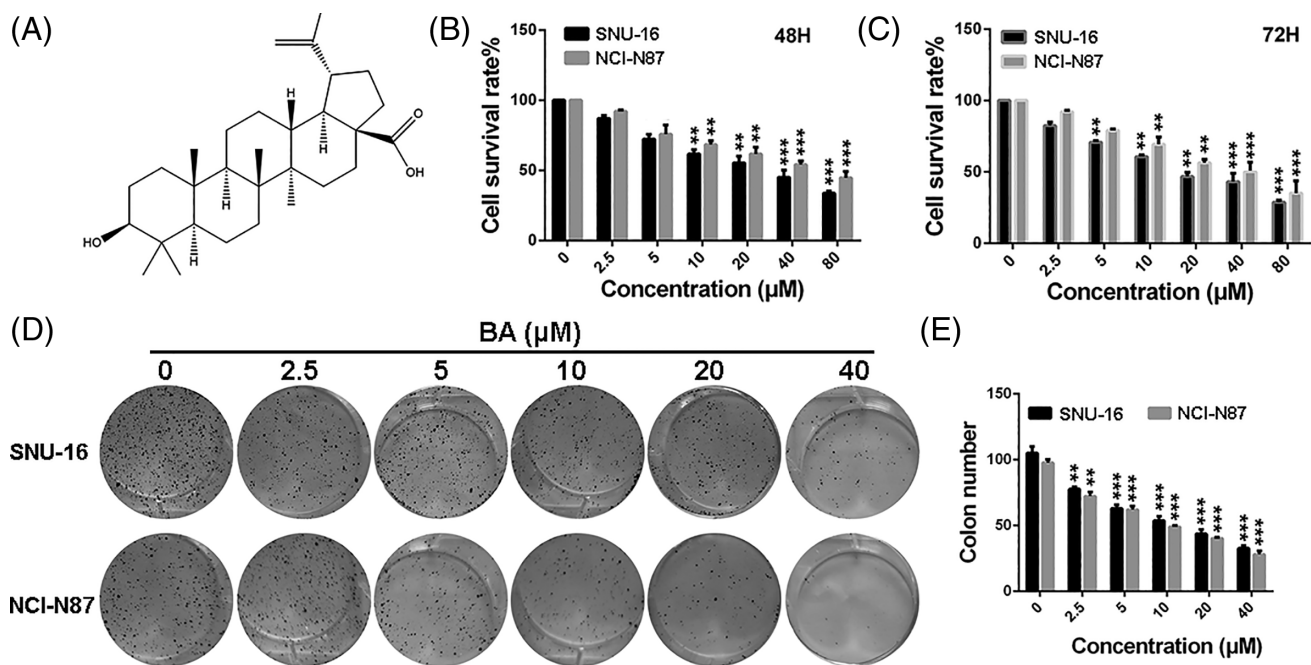 (A)
H
H
H
H
O
OH
HO
(B)
150
100
50
0
Cell survival rate%
SNU-16
NCI-N87
48H
** ** ** ** *** *** *** ***
0 2.5 5 10 20 40 80
Concentration (µM)
(C)
150
100
50
0
Cell survival rate%
SNU-16
NCI-N87
72H
** ** ** ** ** *** *** *** ***
0 2.5 5 10 20 40 80
Concentration (µM)
(D)
BA (µM)
0 2.5 5 10 20 40
SNU-16
NCI-N87
(E)
150
100
50
0
Colon number
SNU-16 NCI-N87
** ** *** *** *** *** *** *** *** ***
0 2.5 5 10 20 40
Concentration (µM)